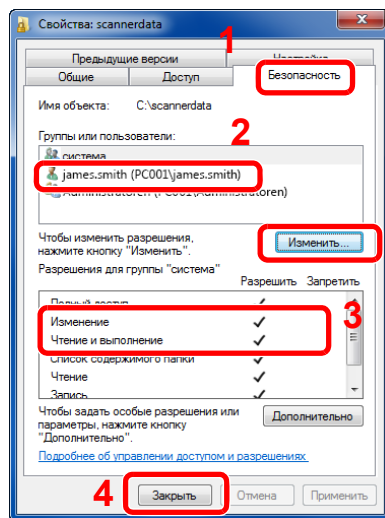 Свойства: scannerdata
1
Предыдущие версии
Настройка
Общие
Доступ
Безопасность
Имя объекта: C:\scannerdata
2
Группы или пользователи:
система
james.smith (PC001\james.smith)
Administratoren (PC001\Administratoren)
Чтобы изменить разрешения,
нажмите кнопку "Изменить".
Изменить...
Разрешения для группы "система"
Разрешить Запретить
3
Полный доступ
Изменение
Чтение и выполнение
Список содержимого папки
Чтение
Запись
Чтобы задать особые разрешения или
параметры, нажмите кнопку
"Дополнительно".
Дополнительно
Подробнее об управлении доступом и разрешениях
4
Закрыть
Отмена
Применить